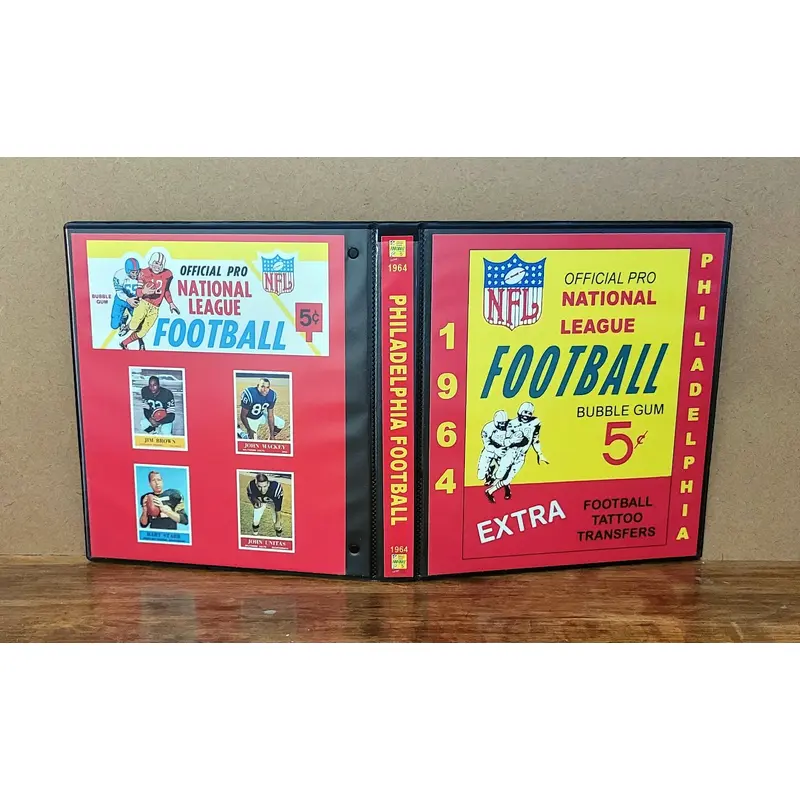 OFFICIAL PRO
NATIONAL
LEAGUE
FOOTBALL
BUBBLE
GUM
NFL
5¢
JIM BROWN
JOHN MACKEY
BART STARR
JOHN UNITAS
1964
PHILADELPHIA FOOTBALL
1964
1964
NFL
OFFICIAL PRO
NATIONAL
LEAGUE
FOOTBALL
BUBBLE GUM
5¢
EXTRA
FOOTBALL
TATTOO
TRANSFERS
PHILADELPHIA